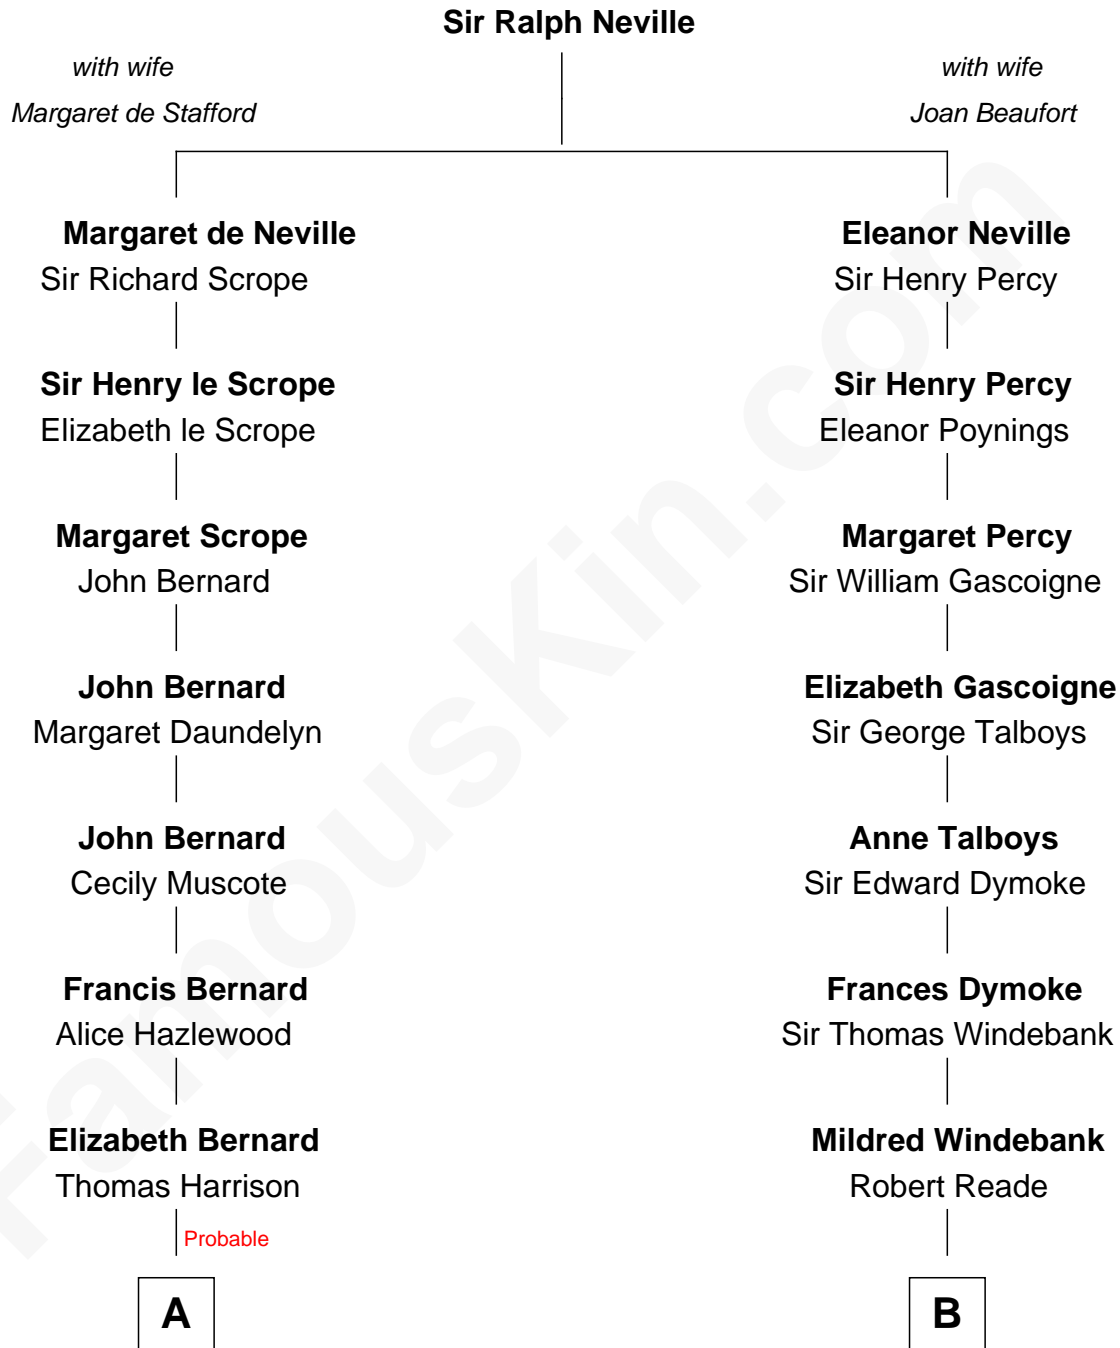 Sir Ralph Neville
with wife
Margaret de Stafford
with wife
Joan Beaufort
Margaret de Neville
Sir Richard Scrope
Eleanor Neville
Sir Henry Percy
Sir Henry le Scrope
Elizabeth le Scrope
Sir Henry Percy
Eleanor Poynings
Margaret Scrope
John Bernard
Margaret Percy
Sir William Gascoigne
John Bernard
Margaret Daundelyn
Elizabeth Gascoigne
Sir George Talboys
John Bernard
Cecily Muscote
Anne Talboys
Sir Edward Dymoke
Francis Bernard
Alice Hazlewood
Frances Dymoke
Sir Thomas Windebank
Elizabeth Bernard
Thomas Harrison
Mildred Windebank
Robert Reade
Probable
A
B
FamousKin.com